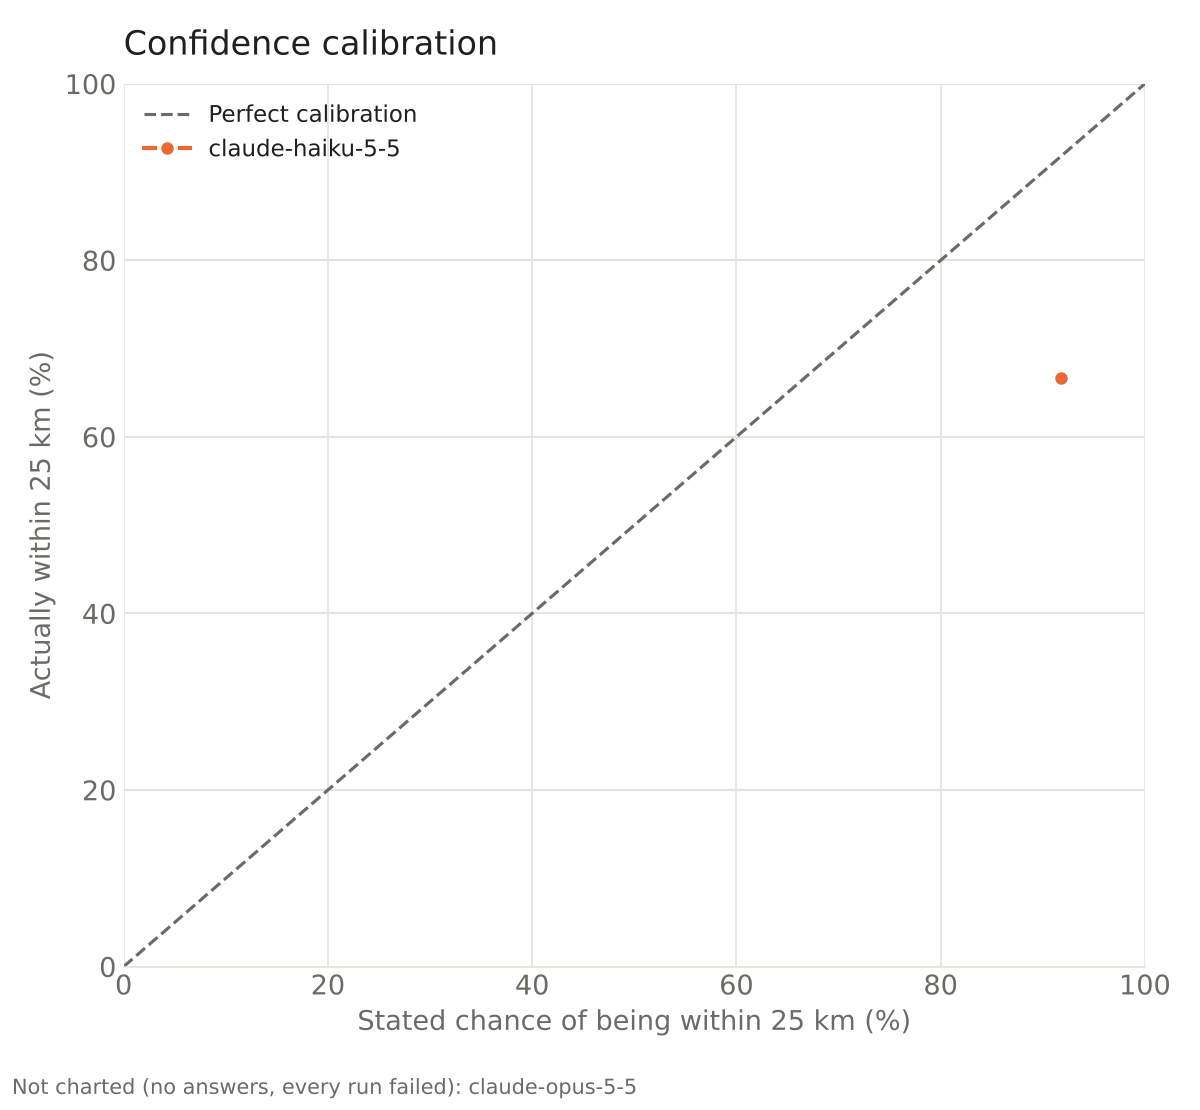 Confidence calibration
100
Perfect calibration
claude-haiku-5-5
80
60
40
20
0
Actually within 25 km (%)
0 20 40 60 80 100
Stated chance of being within 25 km (%)
Not charted (no answers, every run failed): claude-opus-5-5